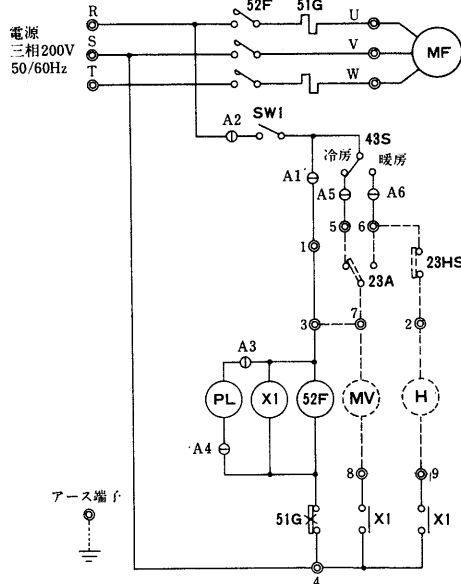 電源
三相200V
50/60Hz
R
S
T
52F
51G
U
V
W
MF
A2
SW1
43S
冷房
暖房
A1
A5
A6
5
6
1
23A
23HS
3
7
2
A3
PL
X1
52F
MV
H
A4
8
9
アース端子
51G
X1
X1
4